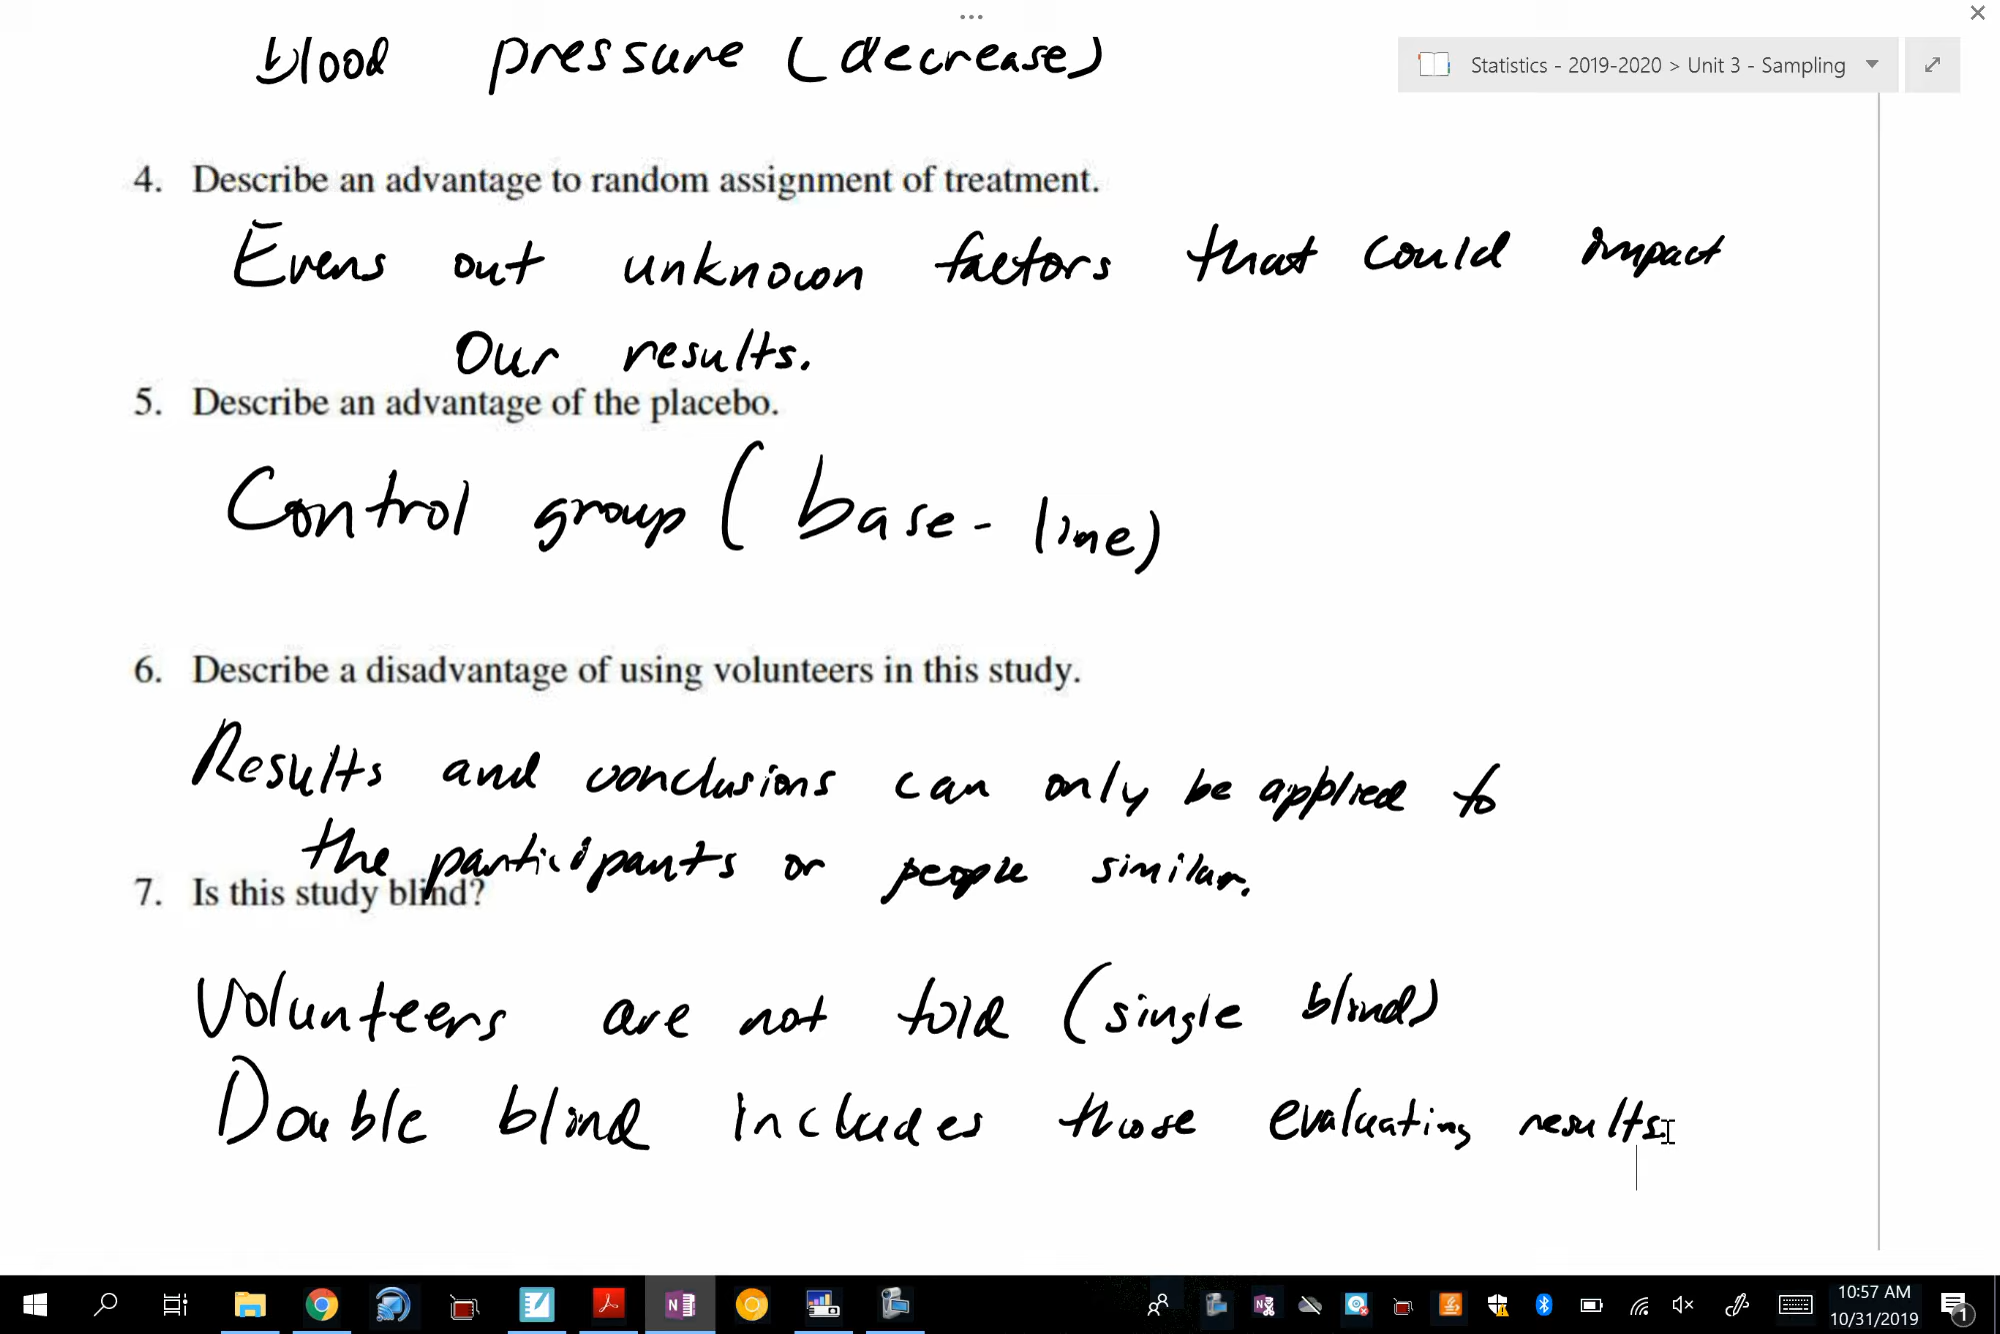 blood pressure (decrease)
Statistics - 2019-2020 > Unit 3 - Sampling
4. Describe an advantage to random assignment of treatment.
Evens out unknown factors that could impact
our results.
5. Describe an advantage of the placebo.
Control group (base-line)
6. Describe a disadvantage of using volunteers in this study.
Results and conclusions can only be applied to
the participants or people similar.
7. Is this study blind?
Volunteers are not told (single blind)
Double blind includes those evaluating results.
10:57 AM
10/31/2019
1